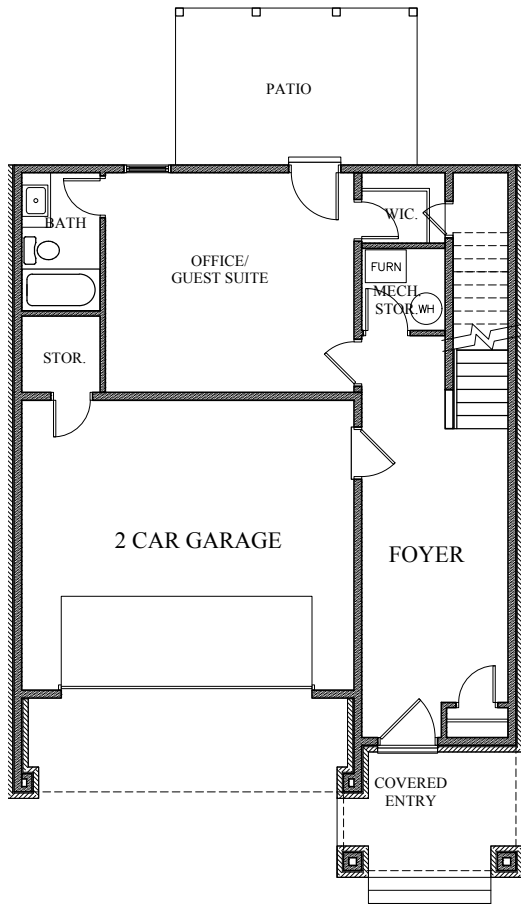 PATIO
BATH
WIC.
OFFICE/
GUEST SUITE
FURN
MECH.
STOR.
WH
STOR.
2 CAR GARAGE
FOYER
COVERED
ENTRY